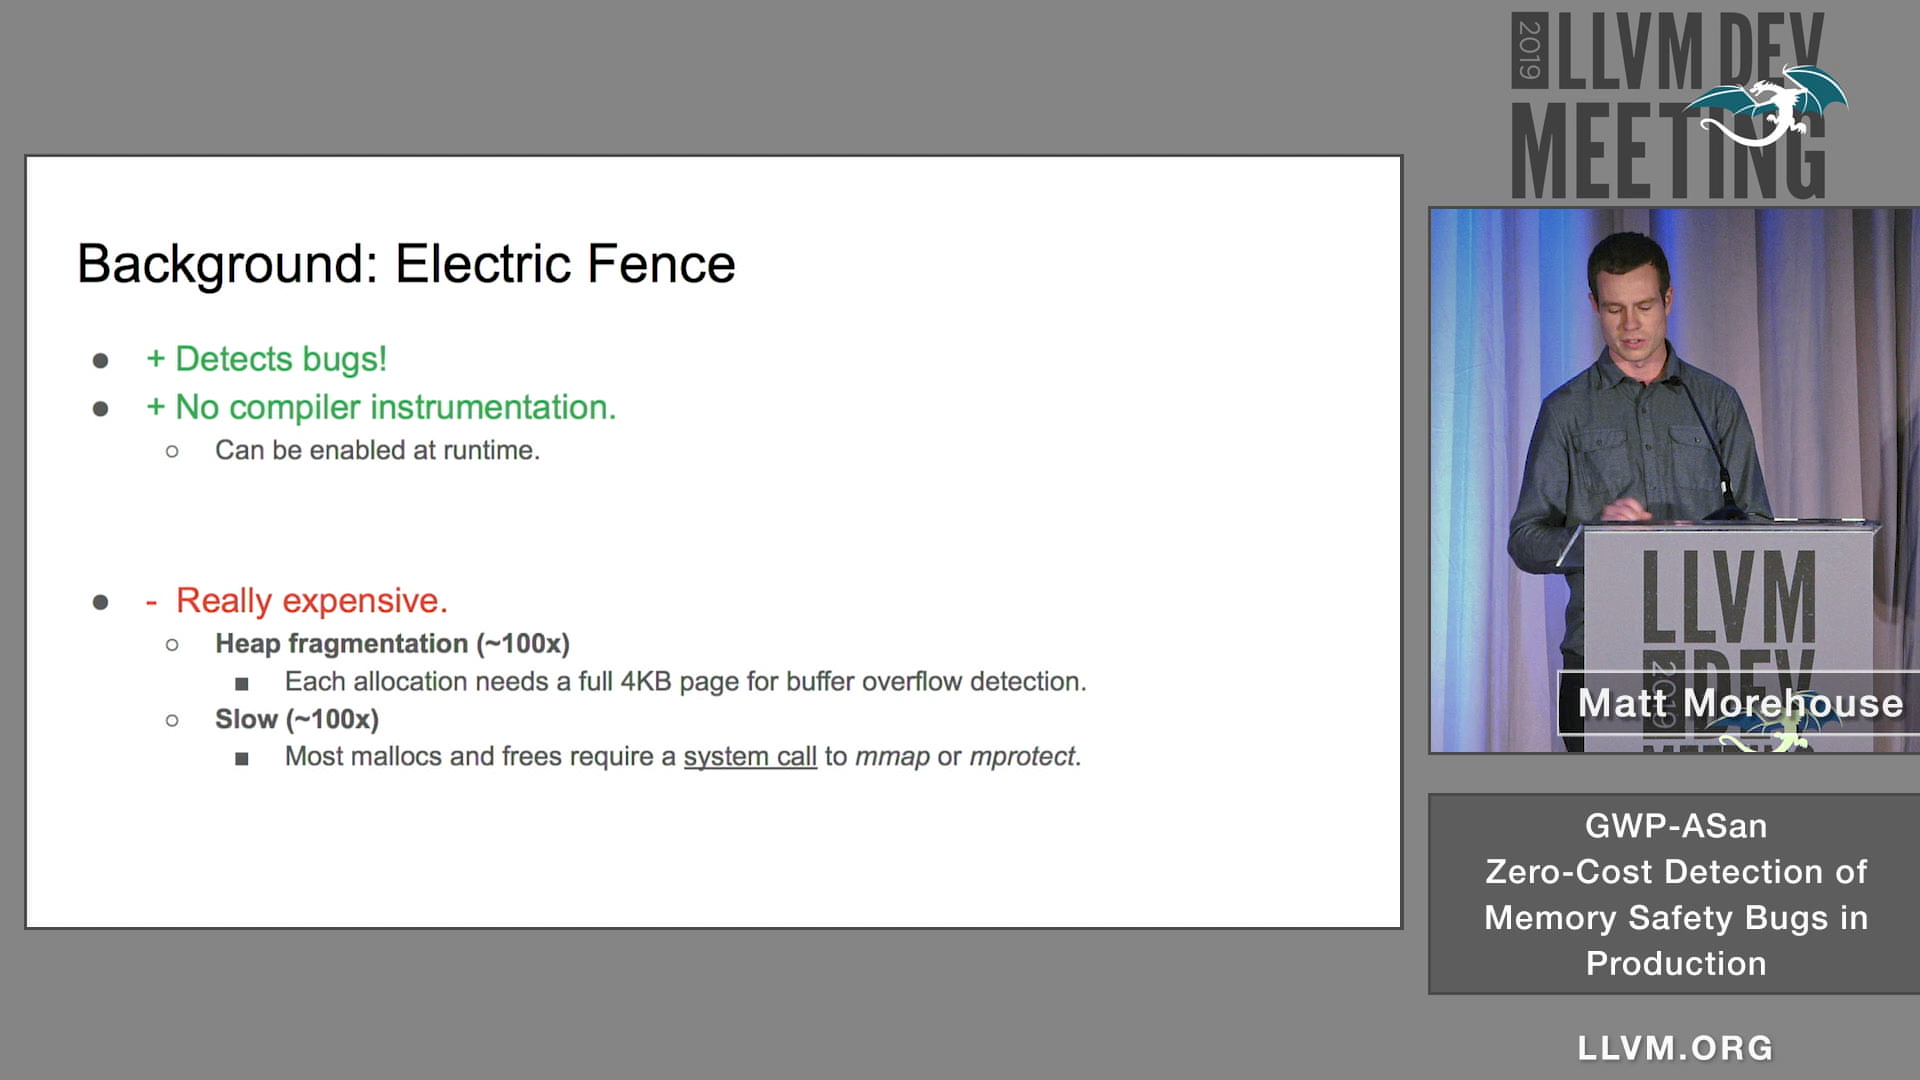 Background: Electric Fence
+ Detects bugs!
+ No compiler instrumentation.
Can be enabled at runtime.
- Really expensive.
Heap fragmentation (~100x)
Each allocation needs a full 4KB page for buffer overflow detection.
Slow (~100x)
Most mallocs and frees require a system call to mmap or mprotect.
2019 LLVM DEV
MEETING
LLVM
2019 DEV
MEETING
Matt Morehouse
GWP-ASan
Zero-Cost Detection of
Memory Safety Bugs in
Production
LLVM.ORG